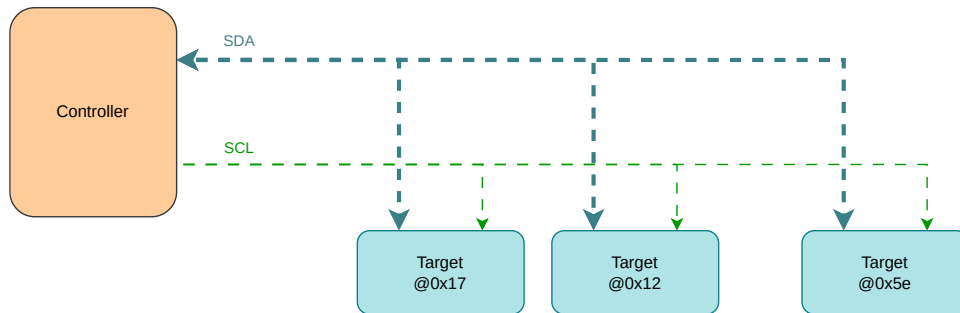 SDA
Controller
SCL
Target
@0x17
Target
@0x12
Target
@0x5e